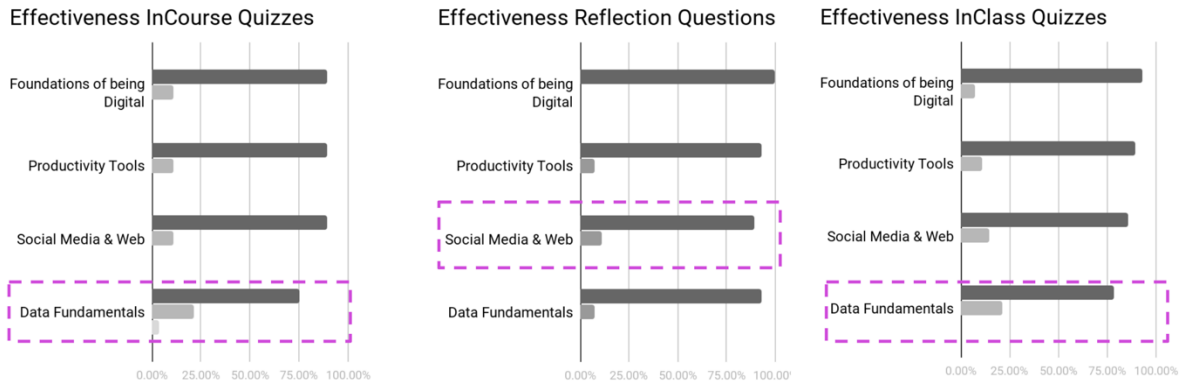 Effectiveness InCourse Quizzes
Foundations of being
Digital
Productivity Tools
Social Media & Web
Data Fundamentals
0.00% 25.00% 50.00% 75.00% 100.00%
Effectiveness Reflection Questions
Foundations of being
Digital
Productivity Tools
Social Media & Web
Data Fundamentals
0.00% 25.00% 50.00% 75.00% 100.00
Effectiveness InClass Quizzes
Foundations of being
Digital
Productivity Tools
Social Media & Web
Data Fundamentals
0.00% 25.00% 50.00% 75.00% 100.00%